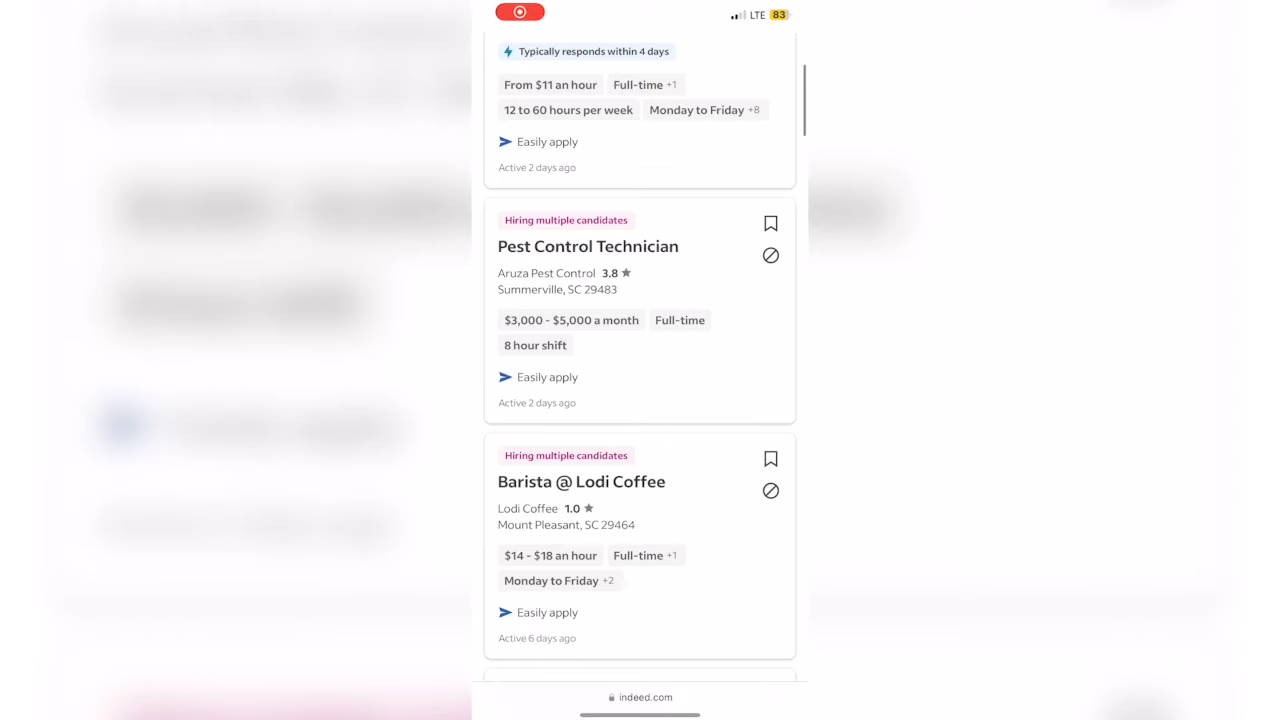 LTE 83
Typically responds within 4 days
From $11 an hour Full-time +1
12 to 60 hours per week Monday to Friday +8
Easily apply
Active 2 days ago
Hiring multiple candidates
Pest Control Technician
Aruza Pest Control 3.8 ★
Summerville, SC 29483
$3,000 - $5,000 a month Full-time
8 hour shift
Easily apply
Active 2 days ago
Hiring multiple candidates
Barista @ Lodi Coffee
Lodi Coffee 1.0 ★
Mount Pleasant, SC 29464
$14 - $18 an hour Full-time +1
Monday to Friday +2
Easily apply
Active 6 days ago
indeed.com